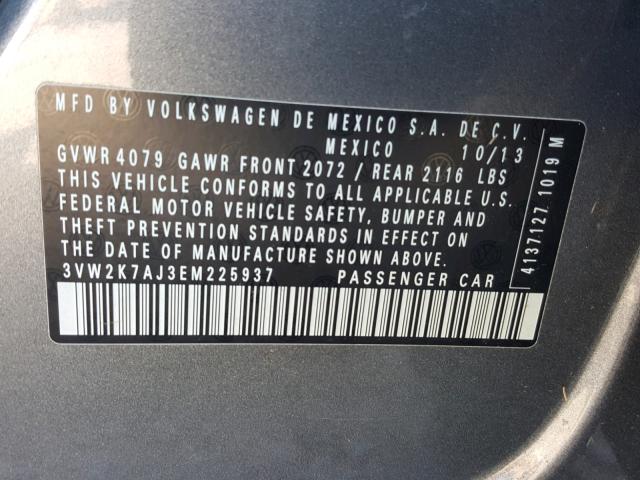 MFD BY VOLKSWAGEN DE MEXICO S.A. DE C.V.
MEXICO 10/13
GVWR 4079 GAWR FRONT 2072 / REAR 2116 LBS
THIS VEHICLE CONFORMS TO ALL APPLICABLE U.S.
FEDERAL MOTOR VEHICLE SAFETY, BUMPER AND
THEFT PREVENTION STANDARDS IN EFFECT ON
THE DATE OF MANUFACTURE SHOWN ABOVE.
3VW2K7AJ3EM225937 PASSENGER CAR
4137127 1019 M